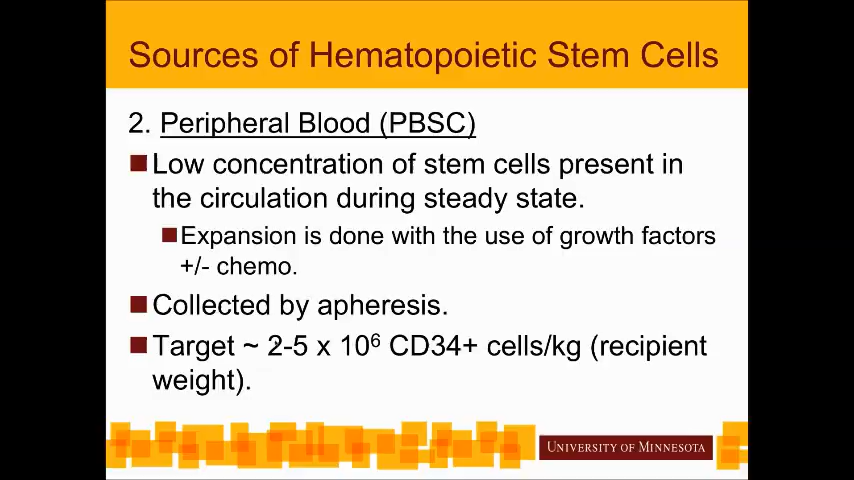 Sources of Hematopoietic Stem Cells
2. Peripheral Blood (PBSC)
Low concentration of stem cells present in
the circulation during steady state.
Expansion is done with the use of growth factors
+/- chemo.
Collected by apheresis.
Target ~ 2-5 x 10⁶ CD34+ cells/kg (recipient
weight).
UNIVERSITY OF MINNESOTA